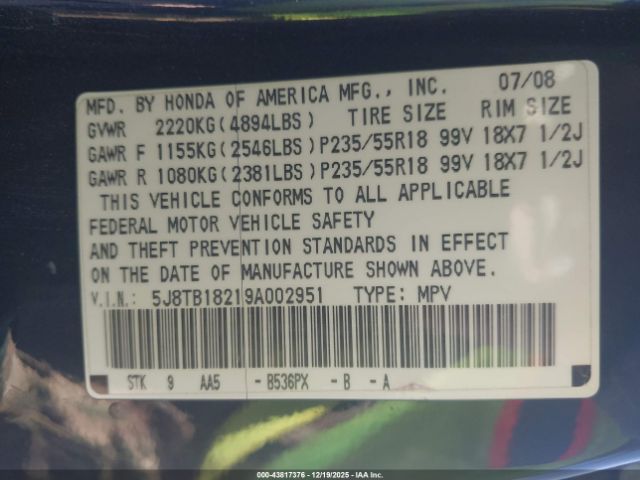 MFD. BY HONDA OF AMERICA MFG., INC. 07/08
GVWR 2220KG(4894LBS) TIRE SIZE RIM SIZE
GAWR F 1155KG(2546LBS)P235/55R18 99V 18X7 1/2J
GAWR R 1080KG(2381LBS)P235/55R18 99V 18X7 1/2J
THIS VEHICLE CONFORMS TO ALL APPLICABLE
FEDERAL MOTOR VEHICLE SAFETY
AND THEFT PREVENTION STANDARDS IN EFFECT
ON THE DATE OF MANUFACTURE SHOWN ABOVE.
V.I.N.: 5J8TB18219A002951 TYPE: MPV
STK 9 AA5 - B536PX - B - A
000-43817376 - 12/19/2025 - IAA Inc.